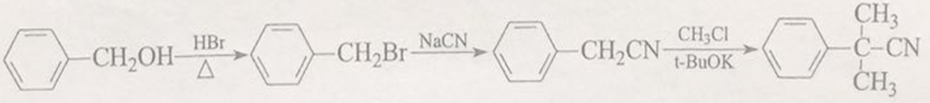 CH₂OH HBr △ CH₂Br NaCN CH₂CN CH₃Cl t-BuOK CH₃ C CN CH₃